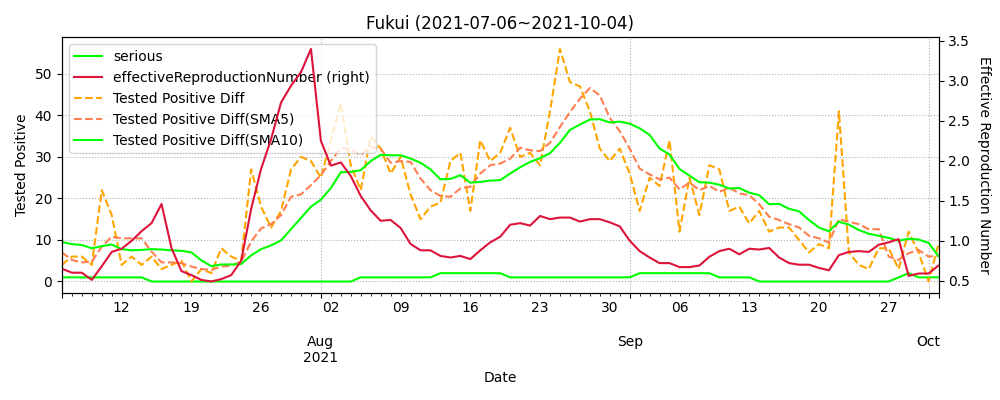 Fukui (2021-07-06~2021-10-04)
serious
effectiveReproductionNumber (right)
Tested Positive Diff
Tested Positive Diff(SMA5)
Tested Positive Diff(SMA10)
Tested Positive
50
40
30
20
10
0
3.5
3.0
2.5
2.0
1.5
1.0
0.5
Effective Reproduction Number
12 19 26 02 09 16 23 30 06 13 20 27
Aug Sep Oct
2021
Date